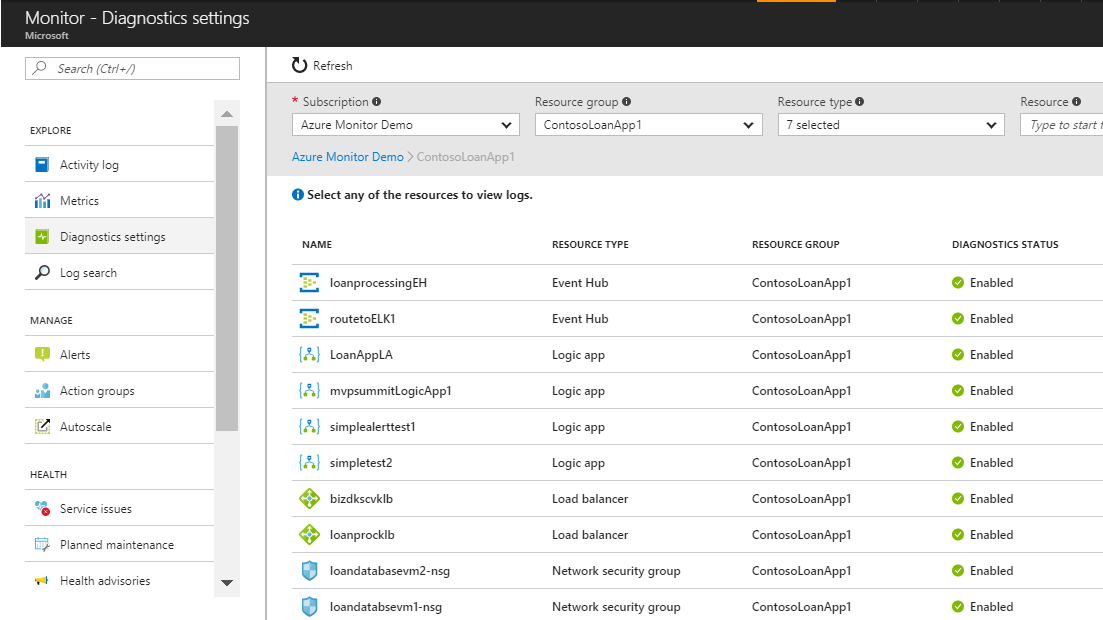 Monitor - Diagnostics settings
Microsoft
Search (Ctrl+/)
EXPLORE
Activity log
Metrics
Diagnostics settings
Log search
MANAGE
Alerts
Action groups
Autoscale
HEALTH
Service issues
Planned maintenance
Health advisories
Refresh
* Subscription
Resource group
Resource type
Resource
Azure Monitor Demo
ContosoLoanApp1
7 selected
Type to start f
Azure Monitor Demo > ContosoLoanApp1
Select any of the resources to view logs.
NAME RESOURCE TYPE RESOURCE GROUP DIAGNOSTICS STATUS
loanprocessingEH Event Hub ContosoLoanApp1 Enabled
routetoELK1 Event Hub ContosoLoanApp1 Enabled
LoanAppLA Logic app ContosoLoanApp1 Enabled
mvpsummitLogicApp1 Logic app ContosoLoanApp1 Enabled
simplealerttest1 Logic app ContosoLoanApp1 Enabled
simpletest2 Logic app ContosoLoanApp1 Enabled
bizdkscvklb Load balancer ContosoLoanApp1 Enabled
loanprocklb Load balancer ContosoLoanApp1 Enabled
loandatabasevm2-nsg Network security group ContosoLoanApp1 Enabled
loandatabsevm1-nsg Network security group ContosoLoanApp1 Enabled